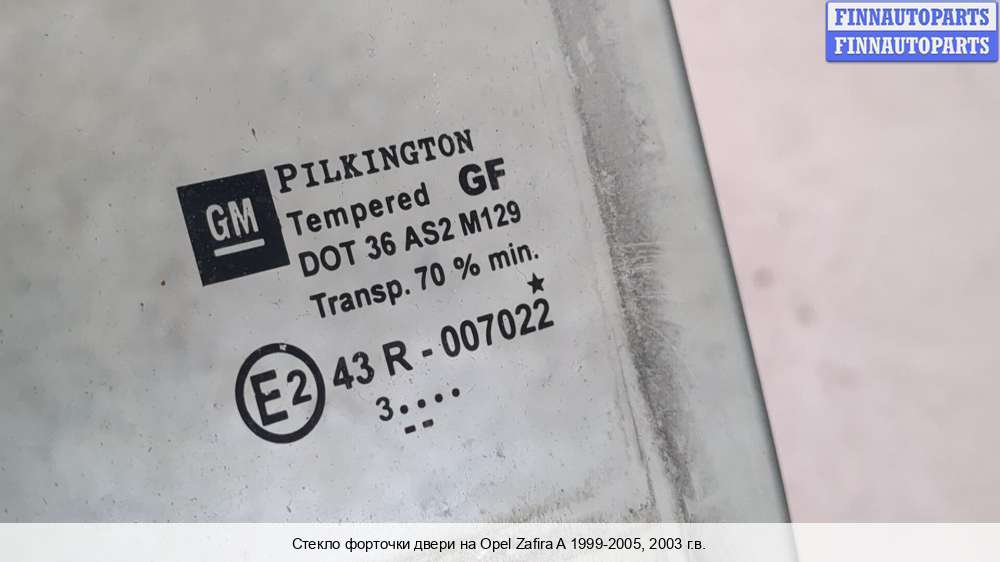 FINNAUTOPARTS
FINNAUTOPARTS
PILKINGTON
GM
Tempered GF
DOT 36 AS2 M129
Transp. 70 % min.
E2 43 R - 007022
3....
Стекло форточки двери на Opel Zafira A 1999-2005, 2003 г.в.